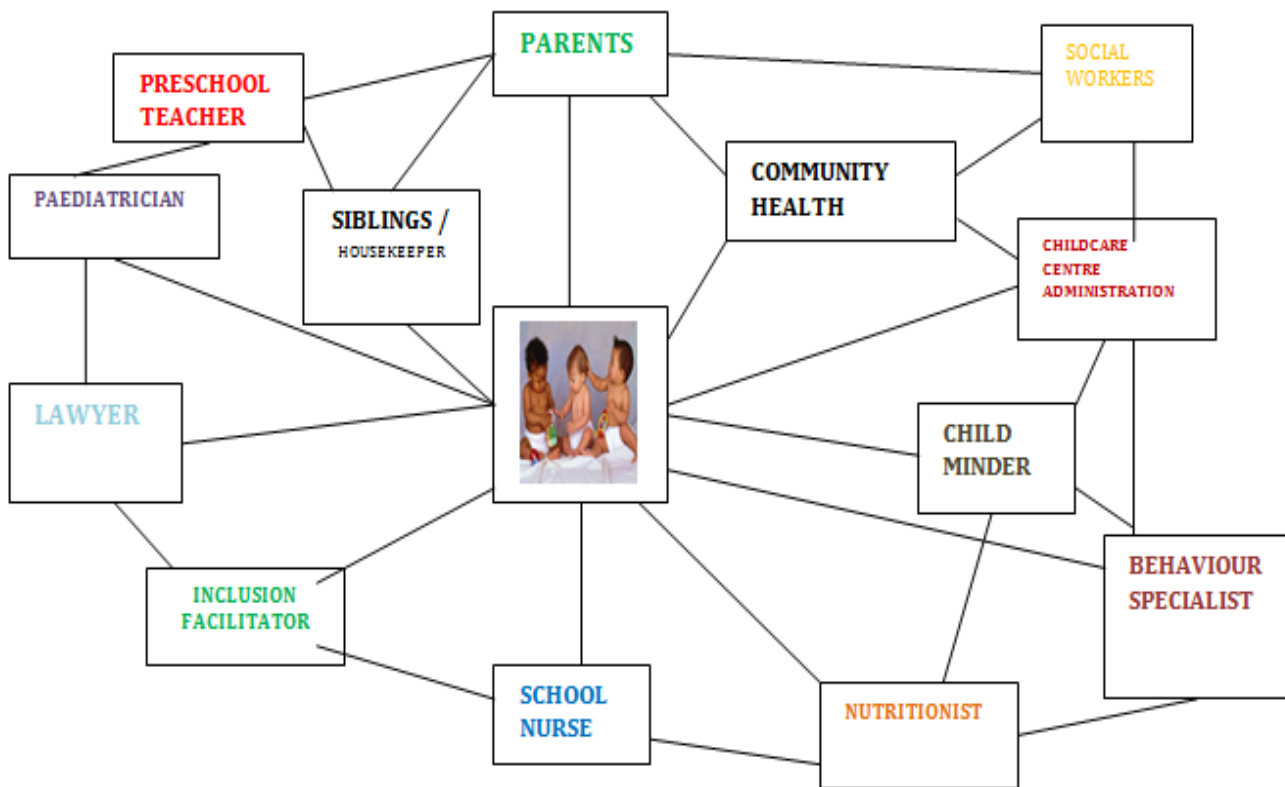 PARENTS
SOCIAL
WORKERS
PRESCHOOL
TEACHER
COMMUNITY
HEALTH
PAEDIATRICIAN
SIBLINGS /
HOUSEKEEPER
CHILDCARE
CENTRE
ADMINISTRATION
LAWYER
CHILD
MINDER
BEHAVIOUR
SPECIALIST
INCLUSION
FACILITATOR
SCHOOL
NURSE
NUTRITIONIST